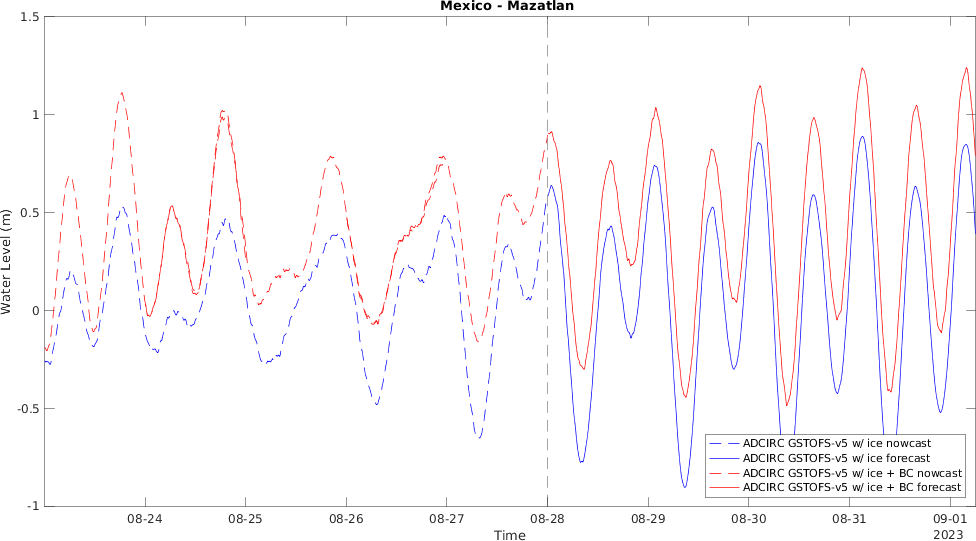 Mexico - Mazatlan
Water Level (m)
1.5
1
0.5
0
-0.5
-1
ADCIRC GSTOFS-v5 w/ ice nowcast
ADCIRC GSTOFS-v5 w/ ice forecast
ADCIRC GSTOFS-v5 w/ ice + BC nowcast
ADCIRC GSTOFS-v5 w/ ice + BC forecast
08-24 08-25 08-26 08-27 08-28 08-29 08-30 08-31 09-01
Time
2023